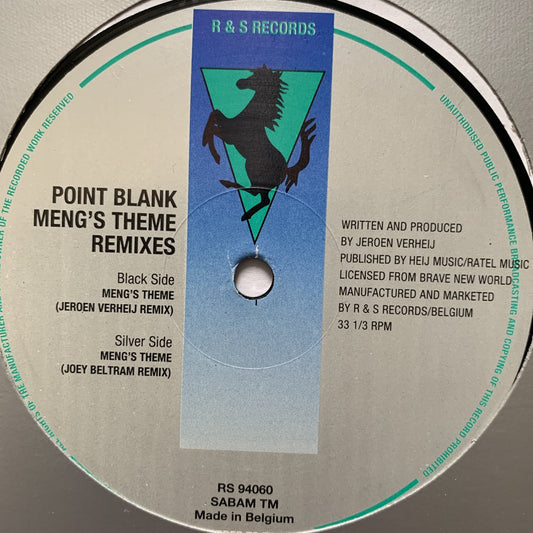 R & S RECORDS
POINT BLANK
MENG'S THEME
REMIXES
Black Side
MENG'S THEME
(JEROEN VERHEIJ REMIX)
Silver Side
MENG'S THEME
(JOEY BELTRAM REMIX)
WRITTEN AND PRODUCED
BY JEROEN VERHEIJ
PUBLISHED BY HEIJ MUSIC/RATEL MUSIC
LICENSED FROM BRAVE NEW WORLD
MANUFACTURED AND MARKETED
BY R & S RECORDS/BELGIUM
33 1/3 RPM
RS 94060
SABAM TM
Made in Belgium
RIGHTS OF THE MANUFACTURER AND OWNER OF THE RECORDED WORK RESERVED
UNAUTHORISED PUBLIC PERFORMANCE BROADCASTING AND COPYING OF THIS RECORD PROHIBITED